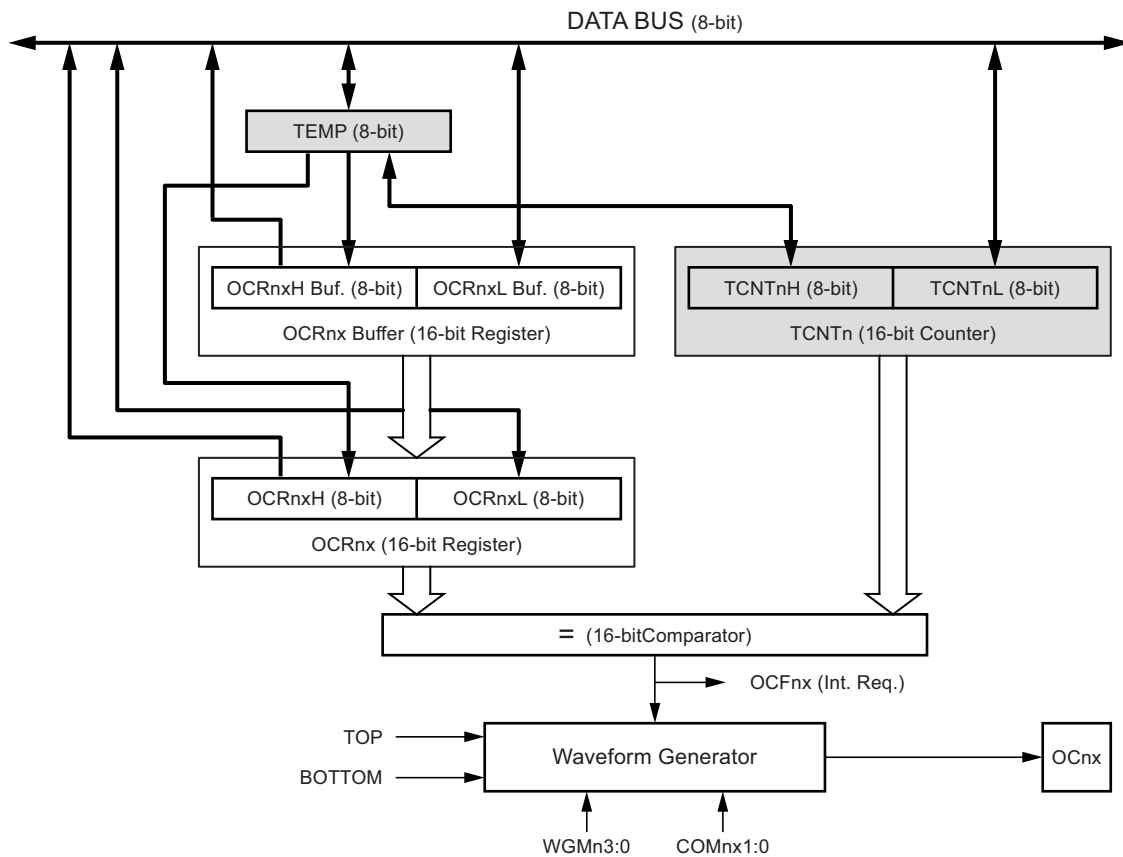 DATA BUS (8-bit)
TEMP (8-bit)
OCRnxH Buf. (8-bit)
OCRnxL Buf. (8-bit)
OCRnx Buffer (16-bit Register)
TCNTnH (8-bit)
TCNTnL (8-bit)
TCNTn (16-bit Counter)
OCRnxH (8-bit)
OCRnxL (8-bit)
OCRnx (16-bit Register)
= (16-bitComparator)
OCFnx (Int. Req.)
TOP
BOTTOM
Waveform Generator
OCnx
WGMn3:0
COMnx1:0